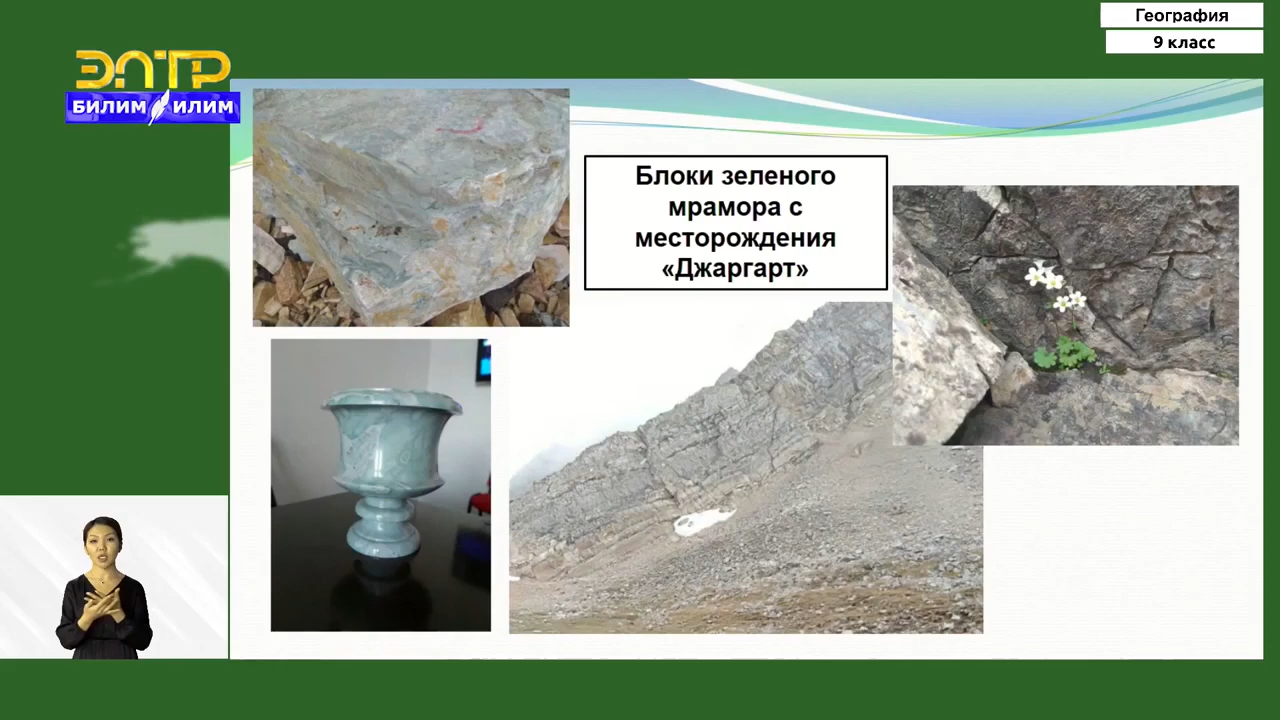 География
9 класс
ЭЛТР
БИЛИМ ИЛИМ
Блоки зеленого
мрамора с
месторождения
«Джаргарт»